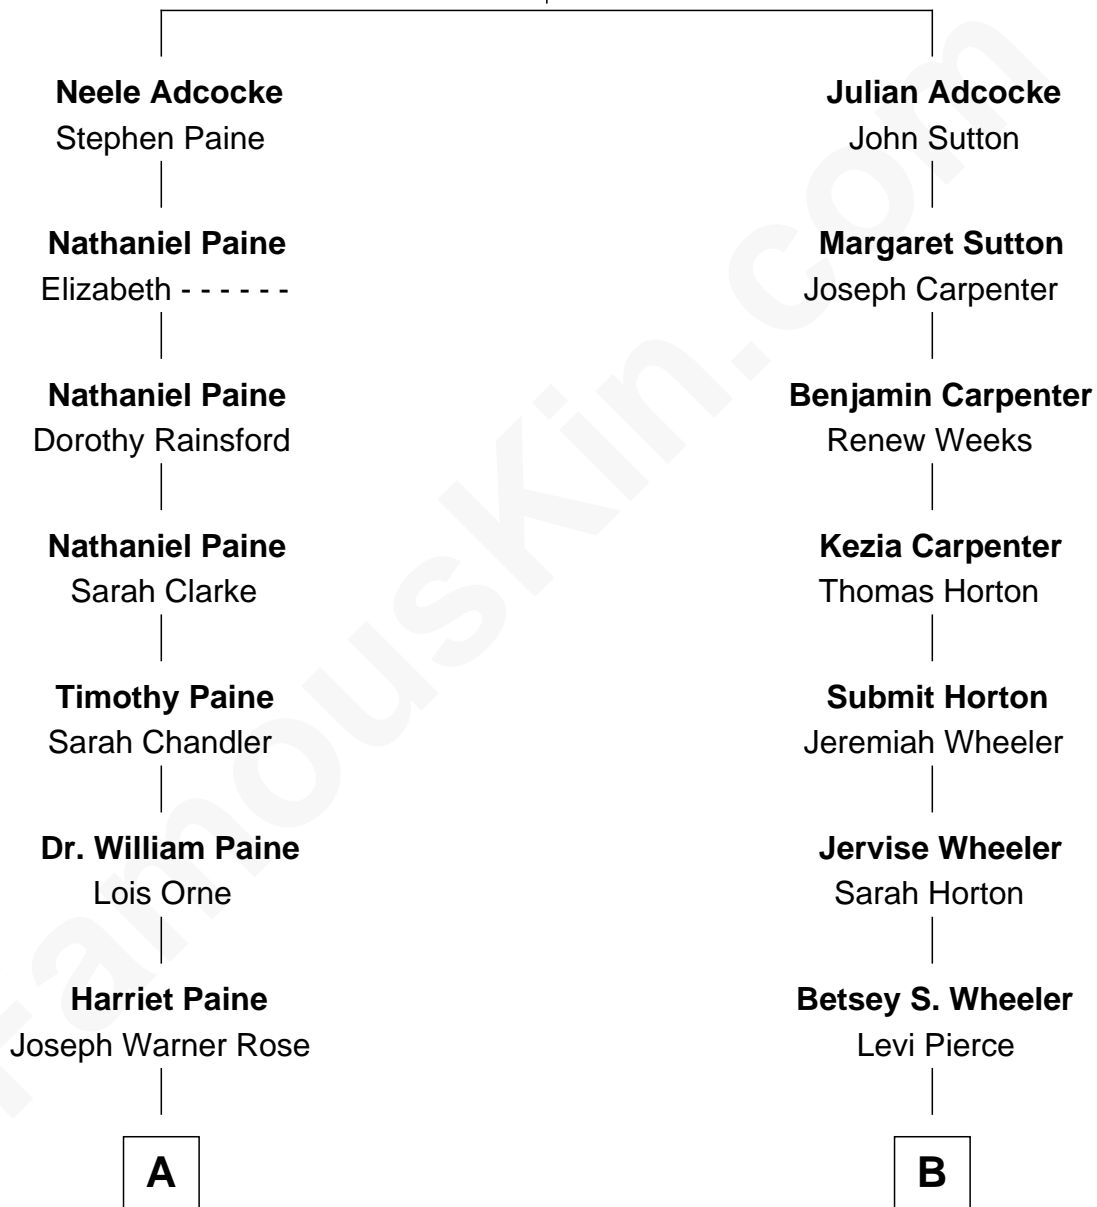 Neele Adcocke
Stephen Paine
Nathaniel Paine
Elizabeth - - - - - -
Nathaniel Paine
Dorothy Rainsford
Nathaniel Paine
Sarah Clarke
Timothy Paine
Sarah Chandler
Dr. William Paine
Lois Orne
Harriet Paine
Joseph Warner Rose
A
Julian Adcocke
John Sutton
Margaret Sutton
Joseph Carpenter
Benjamin Carpenter
Renew Weeks
Kezia Carpenter
Thomas Horton
Submit Horton
Jeremiah Wheeler
Jervise Wheeler
Sarah Horton
Betsey S. Wheeler
Levi Pierce
B
FamousKin.com